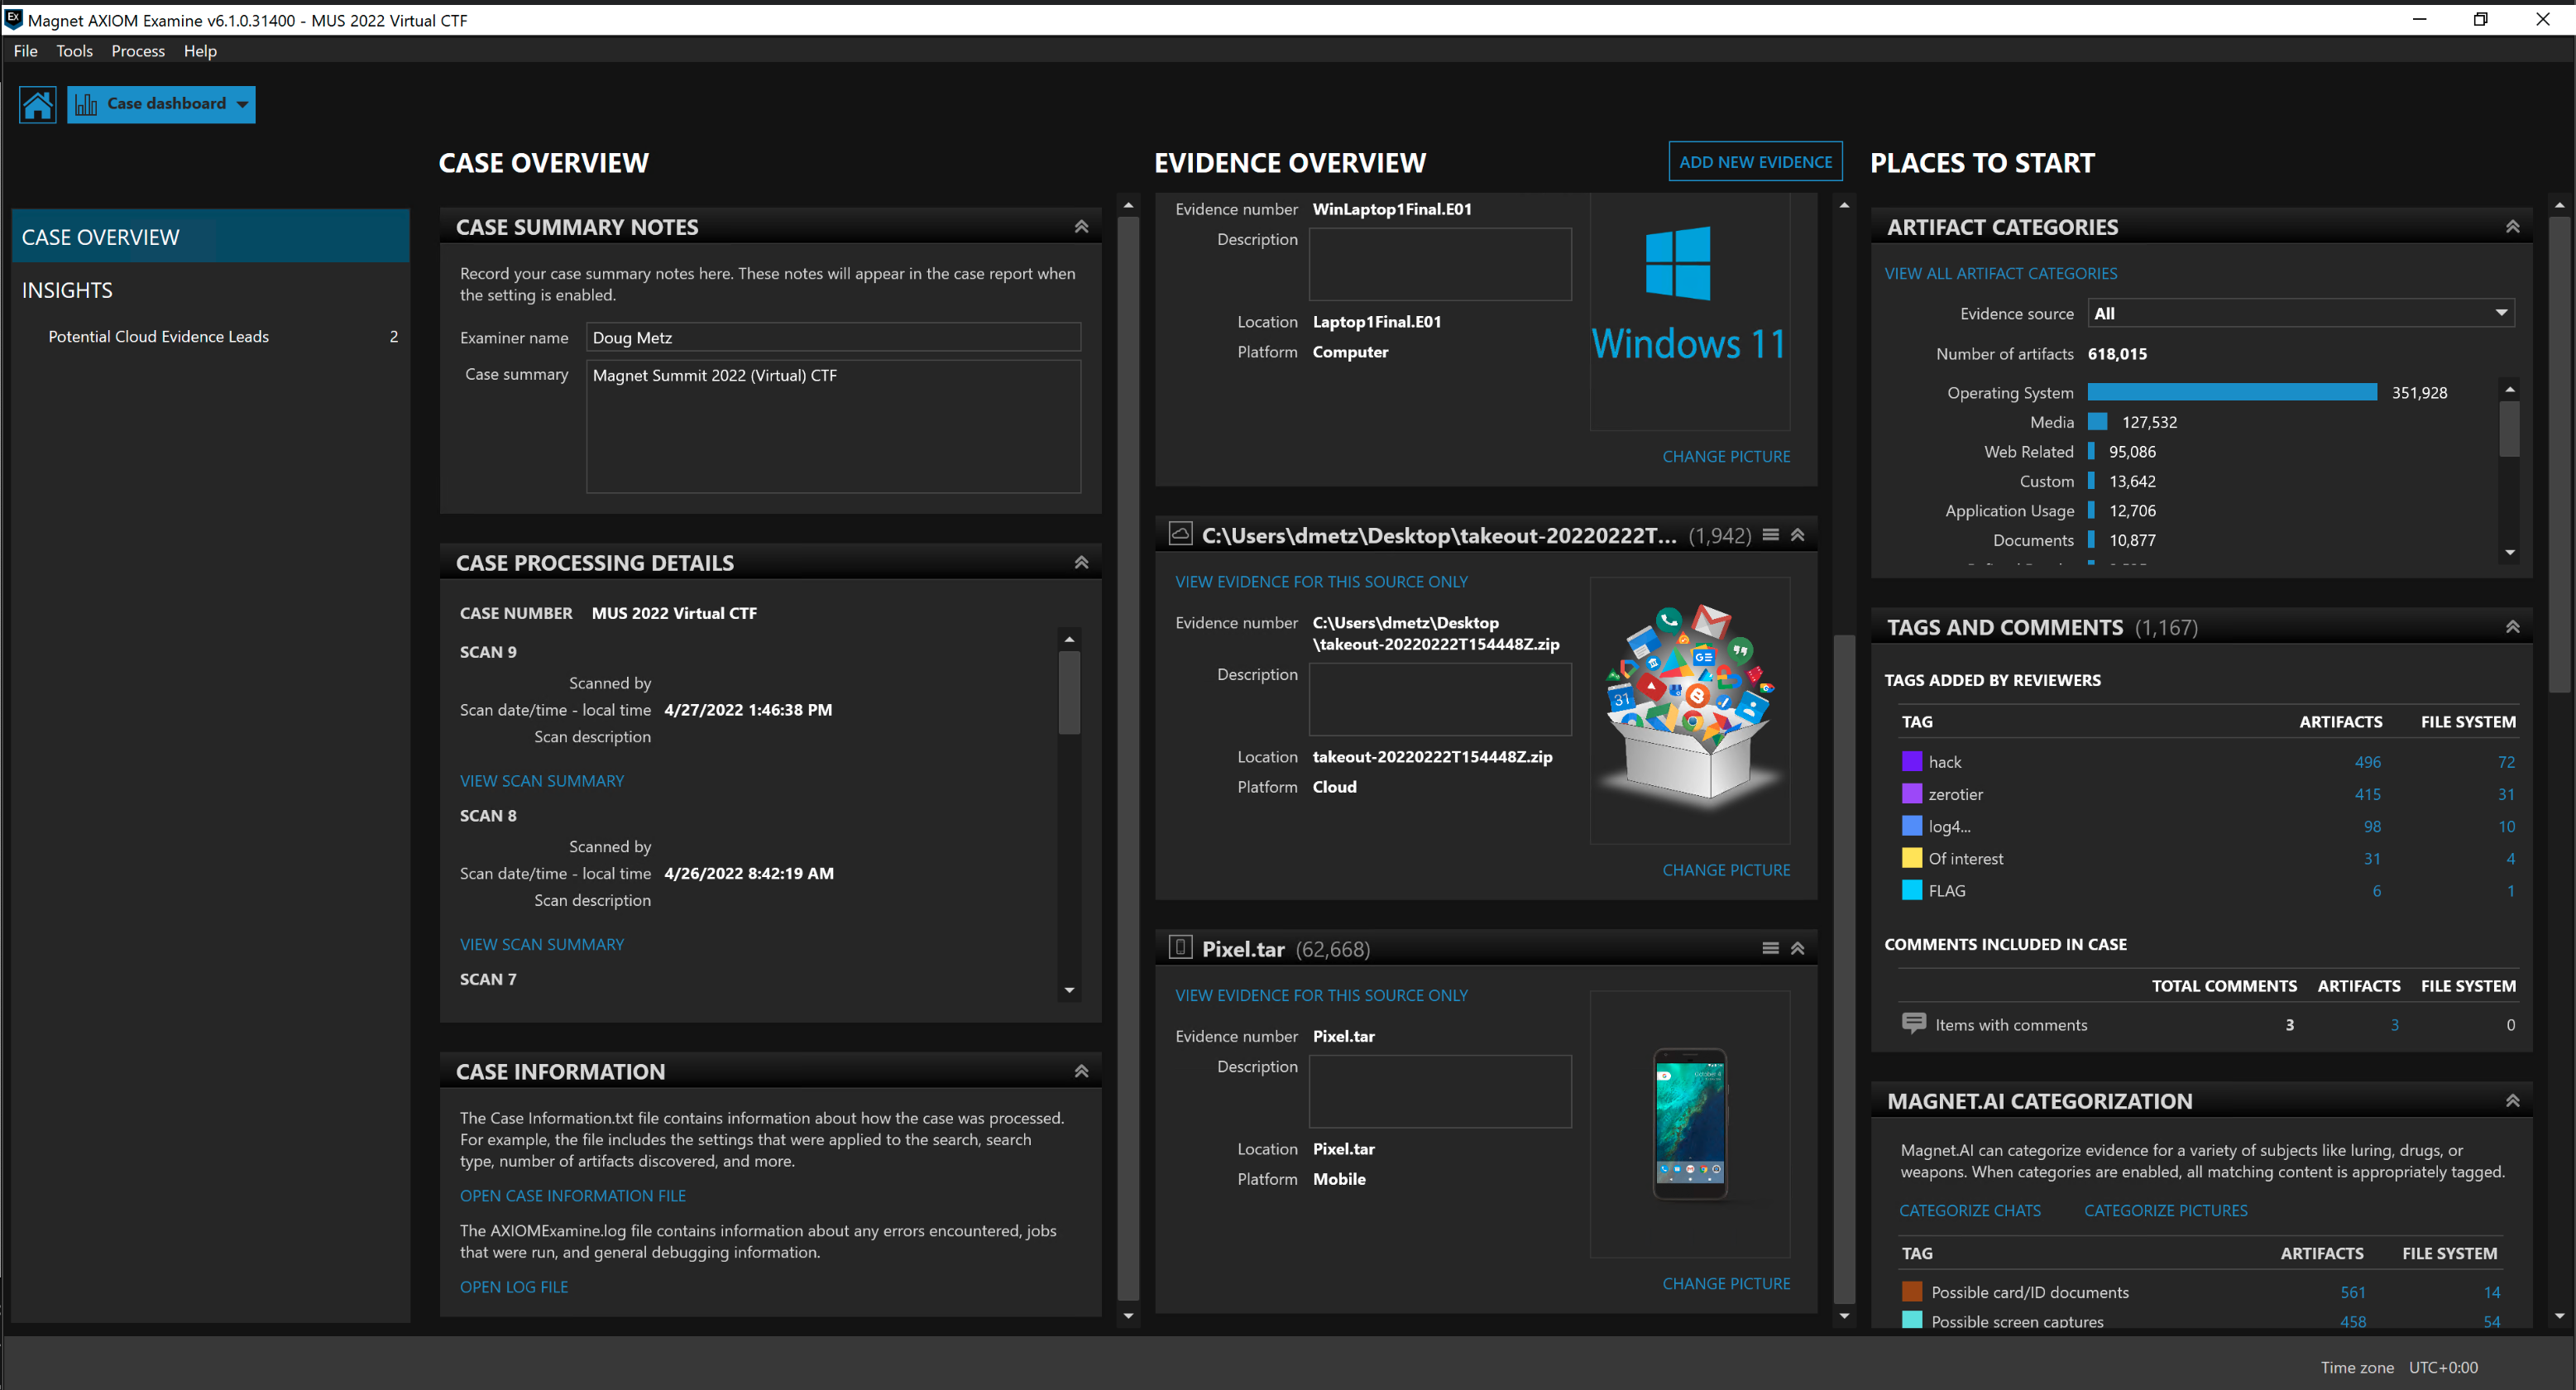 Magnet AXIOM Examine v6.1.0.31400 - MUS 2022 Virtual CTF
File Tools Process Help
Case dashboard
CASE OVERVIEW
INSIGHTS
Potential Cloud Evidence Leads 2
CASE OVERVIEW
CASE SUMMARY NOTES
Record your case summary notes here. These notes will appear in the case report when
the setting is enabled.
Examiner name Doug Metz
Case summary Magnet Summit 2022 (Virtual) CTF
CASE PROCESSING DETAILS
CASE NUMBER MUS 2022 Virtual CTF
SCAN 9
Scanned by
Scan date/time - local time 4/27/2022 1:46:38 PM
Scan description
VIEW SCAN SUMMARY
SCAN 8
Scanned by
Scan date/time - local time 4/26/2022 8:42:19 AM
Scan description
VIEW SCAN SUMMARY
SCAN 7
CASE INFORMATION
The Case Information.txt file contains information about how the case was processed.
For example, the file includes the settings that were applied to the search, search
type, number of artifacts discovered, and more.
OPEN CASE INFORMATION FILE
The AXIOMExamine.log file contains information about any errors encountered, jobs
that were run, and general debugging information.
OPEN LOG FILE
EVIDENCE OVERVIEW
ADD NEW EVIDENCE
Evidence number WinLaptop1Final.E01
Description
Location Laptop1Final.E01
Platform Computer
Windows 11
CHANGE PICTURE
C:\Users\dmetz\Desktop\takeout-20220222T... (1,942)
VIEW EVIDENCE FOR THIS SOURCE ONLY
Evidence number C:\Users\dmetz\Desktop
\takeout-20220222T154448Z.zip
Description
Location takeout-20220222T154448Z.zip
Platform Cloud
31
CHANGE PICTURE
Pixel.tar (62,668)
VIEW EVIDENCE FOR THIS SOURCE ONLY
Evidence number Pixel.tar
Description
Location Pixel.tar
Platform Mobile
CHANGE PICTURE
PLACES TO START
ARTIFACT CATEGORIES
VIEW ALL ARTIFACT CATEGORIES
Evidence source All
Number of artifacts 618,015
Operating System 351,928
Media 127,532
Web Related 95,086
Custom 13,642
Application Usage 12,706
Documents 10,877
TAGS AND COMMENTS (1,167)
TAGS ADDED BY REVIEWERS
TAG ARTIFACTS FILE SYSTEM
hack 496 72
zerotier 415 31
log4... 98 10
Of interest 31 4
FLAG 6 1
COMMENTS INCLUDED IN CASE
TOTAL COMMENTS ARTIFACTS FILE SYSTEM
Items with comments 3 3 0
MAGNET.AI CATEGORIZATION
Magnet.AI can categorize evidence for a variety of subjects like luring, drugs, or
weapons. When categories are enabled, all matching content is appropriately tagged.
CATEGORIZE CHATS CATEGORIZE PICTURES
TAG ARTIFACTS FILE SYSTEM
Possible card/ID documents 561 14
Possible screen captures 458 54
Time zone UTC+0:00